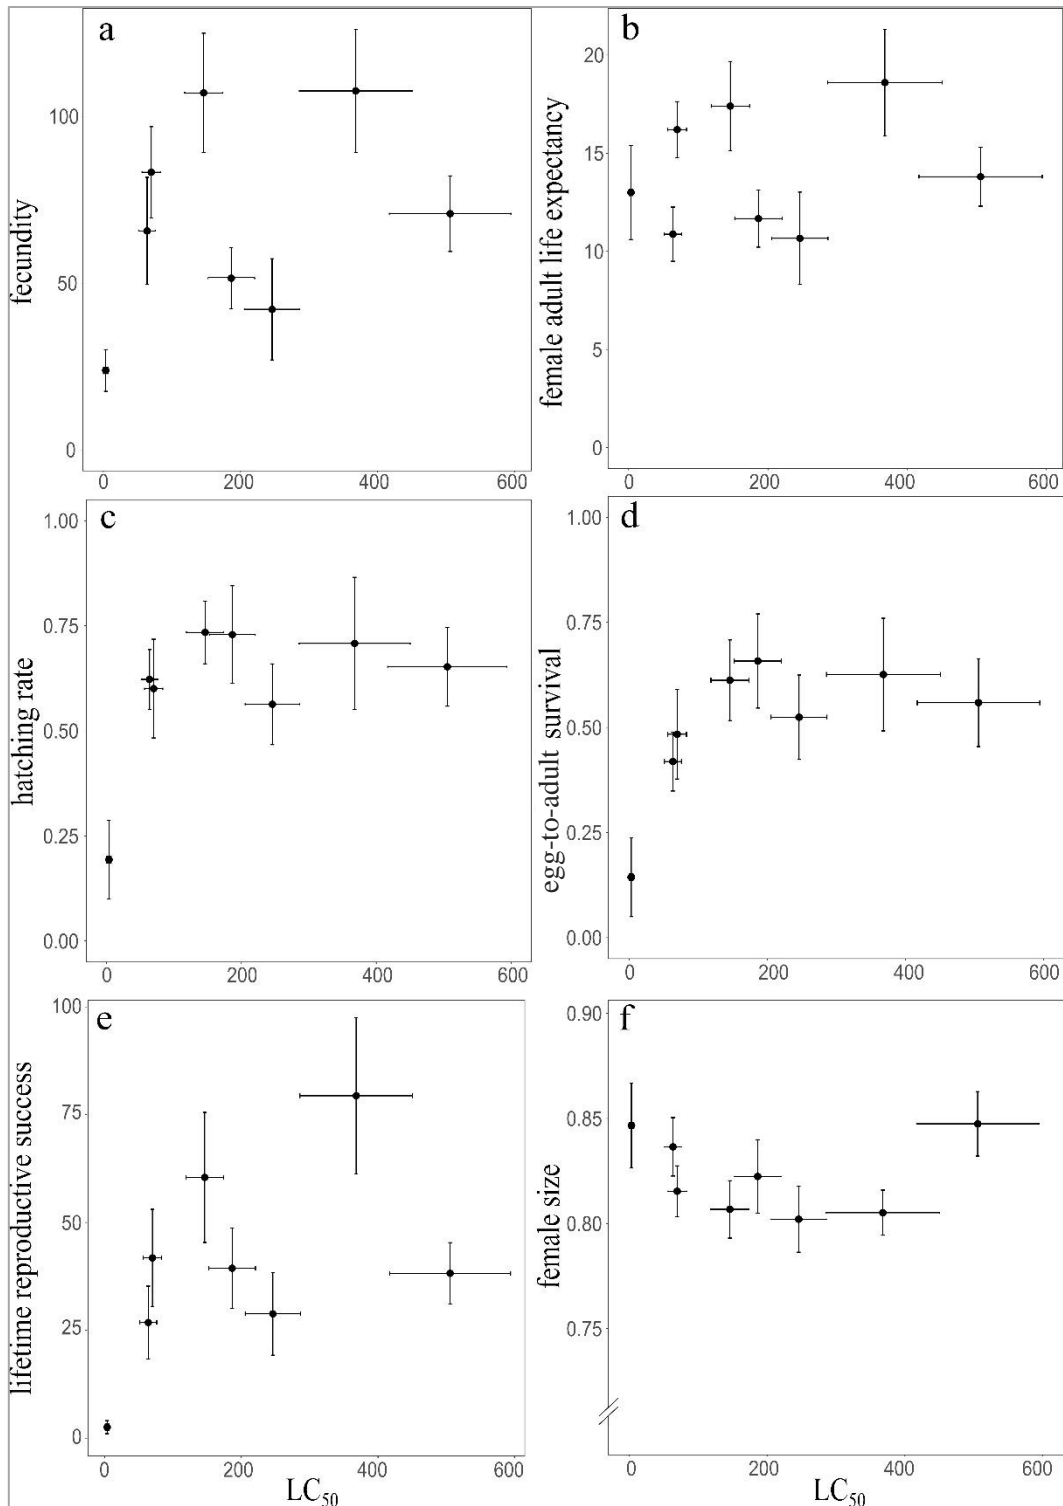 a
fecundity
100
50
0
0 200 400 600
b
female adult life expectancy
20
15
10
5
0
0 200 400 600
c
hatching rate
1.00
0.75
0.50
0.25
0.00
0 200 400 600
d
egg-to-adult survival
1.00
0.75
0.50
0.25
0.00
0 200 400 600
e
lifetime reproductive success
100
75
50
25
0
0 200 400 600
LC50
f
female size
0.90
0.85
0.80
0.75
0 200 400 600
LC50